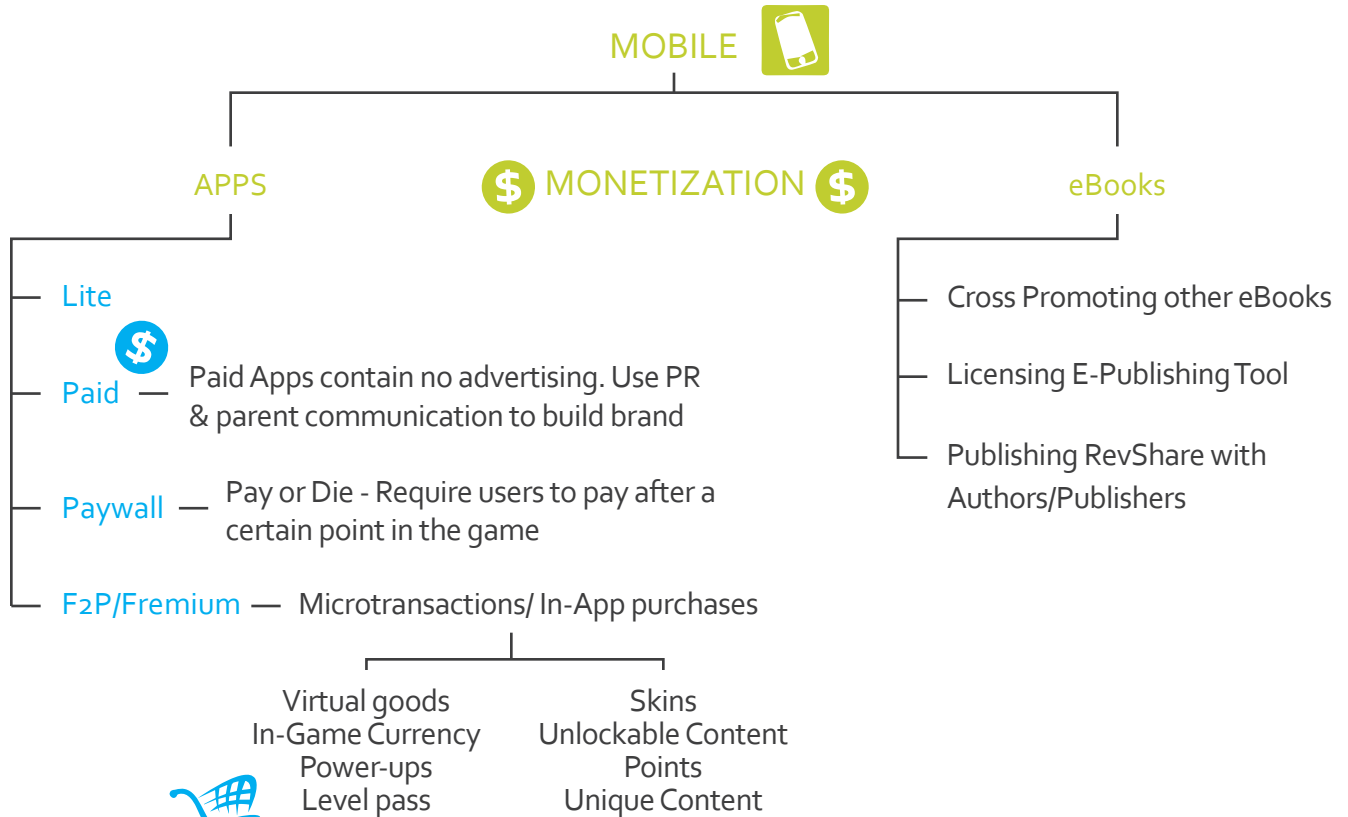 MOBILE
APPS
$ MONETIZATION $
eBooks
Lite
$
Paid
Paid Apps contain no advertising. Use PR
& parent communication to build brand
Paywall
Pay or Die - Require users to pay after a
certain point in the game
F2P/Fremium
Microtransactions/ In-App purchases
Virtual goods
In-Game Currency
Power-ups
Level pass
Skins
Unlockable Content
Points
Unique Content
Cross Promoting other eBooks
Licensing E-Publishing Tool
Publishing RevShare with
Authors/Publishers